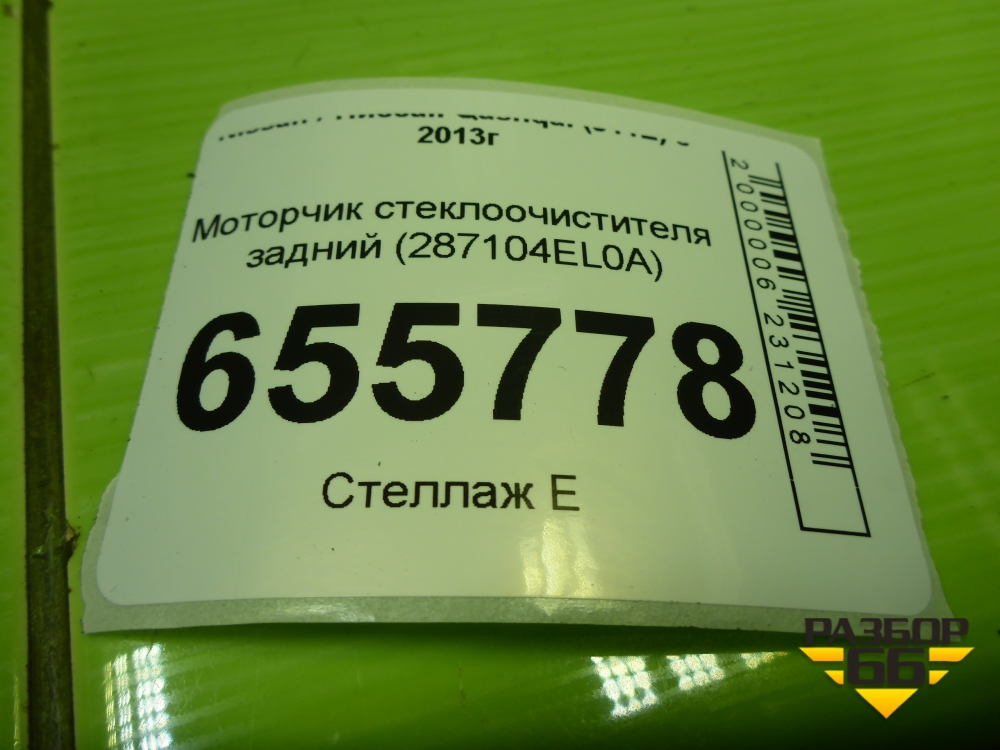 2013г
Моторчик стеклоочистителя
задний (287104EL0A)
655778
Стеллаж Е
2000006231208
РАЗБОР
66